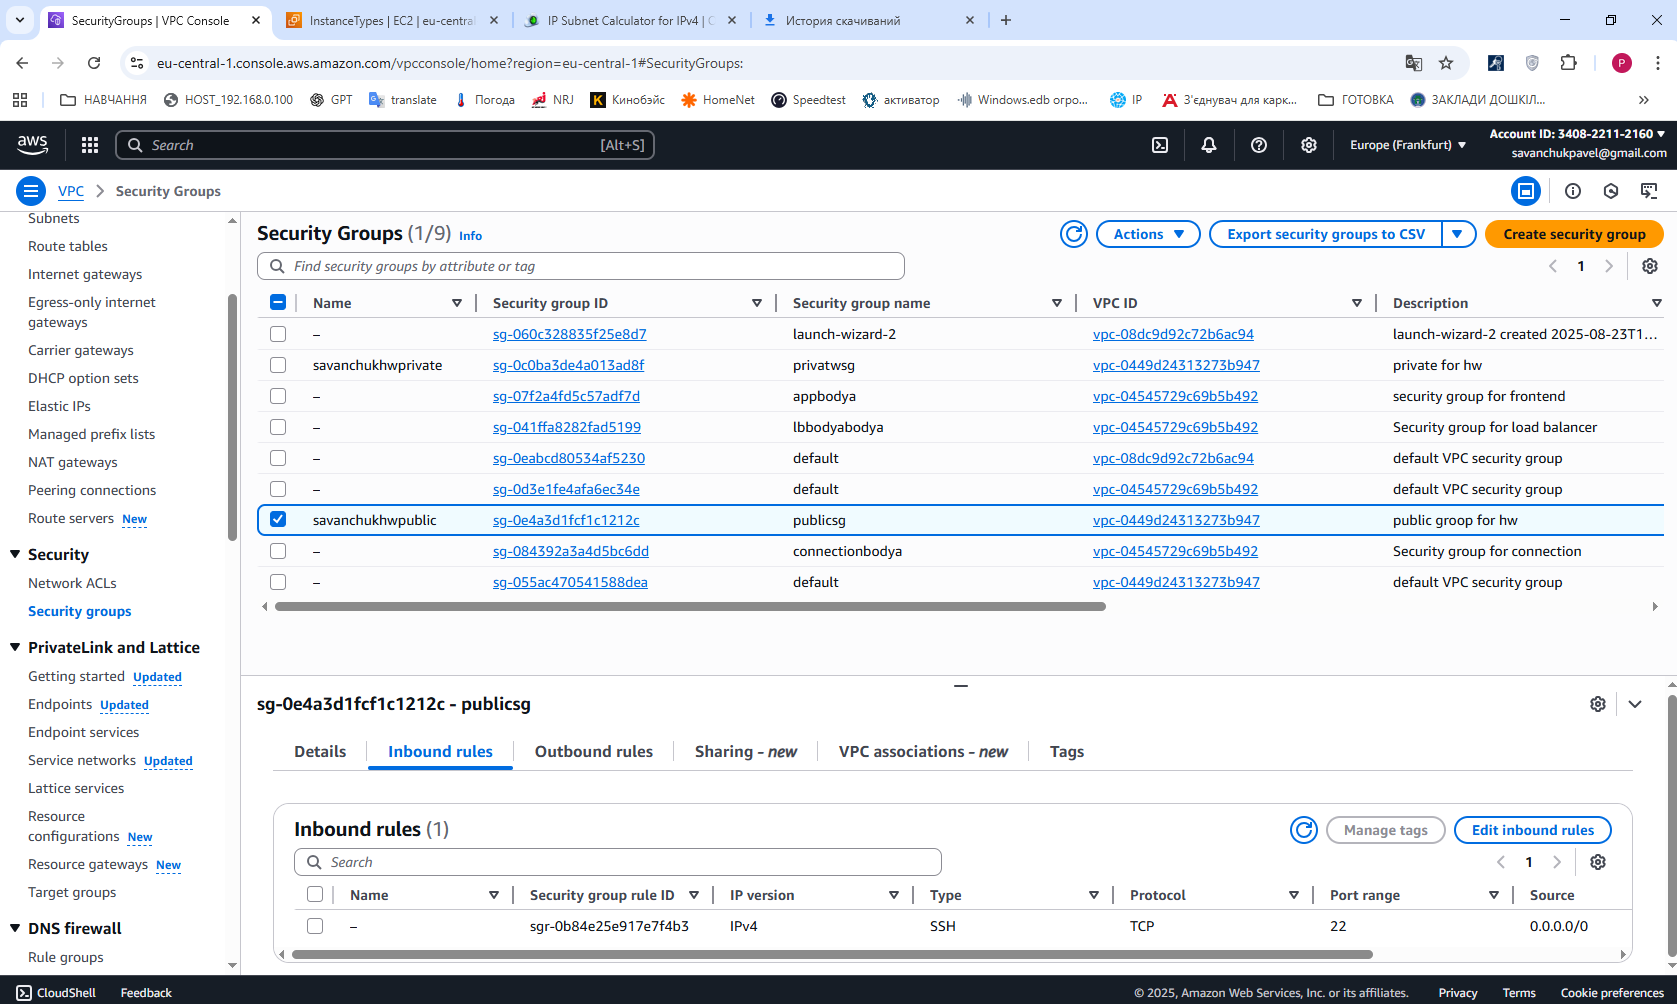 SecurityGroups | VPC Console
InstanceTypes | EC2 | eu-central
IP Subnet Calculator for IPv4 | C
История скачиваний
eu-central-1.console.aws.amazon.com/vpcconsole/home?region=eu-central-1#SecurityGroups:
P
НАВЧАННЯ
HOST_192.168.0.100
GPT
translate
Погода
NRJ
Кинобэйс
HomeNet
Speedtest
активатор
Windows.edb огро...
IP
З'єднувач для карк...
ГОТОВКА
ЗАКЛАДИ ДОШКІЛ...
aws
Search [Alt+S]
Europe (Frankfurt)
Account ID: 3408-2211-2160
savanchukpavel@gmail.com
VPC > Security Groups
Subnets
Route tables
Internet gateways
Egress-only internet
gateways
Carrier gateways
DHCP option sets
Elastic IPs
Managed prefix lists
NAT gateways
Peering connections
Route servers New
Security
Network ACLs
Security groups
PrivateLink and Lattice
Getting started Updated
Endpoints Updated
Endpoint services
Service networks Updated
Lattice services
Resource
configurations New
Resource gateways New
Target groups
DNS firewall
Rule groups
Security Groups (1/9) Info
Actions
Export security groups to CSV
Create security group
Find security groups by attribute or tag
1
Name Security group ID Security group name VPC ID Description
– sg-060c328835f25e8d7 launch-wizard-2 vpc-08dc9d92c72b6ac94 launch-wizard-2 created 2025-08-23T1...
savanchukhwprivate sg-0c0ba3de4a013ad8f privatwsg vpc-0449d24313273b947 private for hw
– sg-07f2a4fd5c57adf7d appbodya vpc-04545729c69b5b492 security group for frontend
– sg-041ffa8282fad5199 lbbodyabodya vpc-04545729c69b5b492 Security group for load balancer
– sg-0eabcd80534af5230 default vpc-08dc9d92c72b6ac94 default VPC security group
– sg-0d3e1fe4afa6ec34e default vpc-04545729c69b5b492 default VPC security group
savanchukhwpublic sg-0e4a3d1fcf1c1212c publicsg vpc-0449d24313273b947 public groop for hw
– sg-084392a3a4d5bc6dd connectionbodya vpc-04545729c69b5b492 Security group for connection
– sg-055ac470541588dea default vpc-0449d24313273b947 default VPC security group
sg-0e4a3d1fcf1c1212c - publicsg
Details Inbound rules Outbound rules Sharing - new VPC associations - new Tags
Inbound rules (1)
Manage tags
Edit inbound rules
Search
1
Name Security group rule ID IP version Type Protocol Port range Source
– sgr-0b84e25e917e7f4b3 IPv4 SSH TCP 22 0.0.0.0/0
CloudShell Feedback
© 2025, Amazon Web Services, Inc. or its affiliates. Privacy Terms Cookie preferences